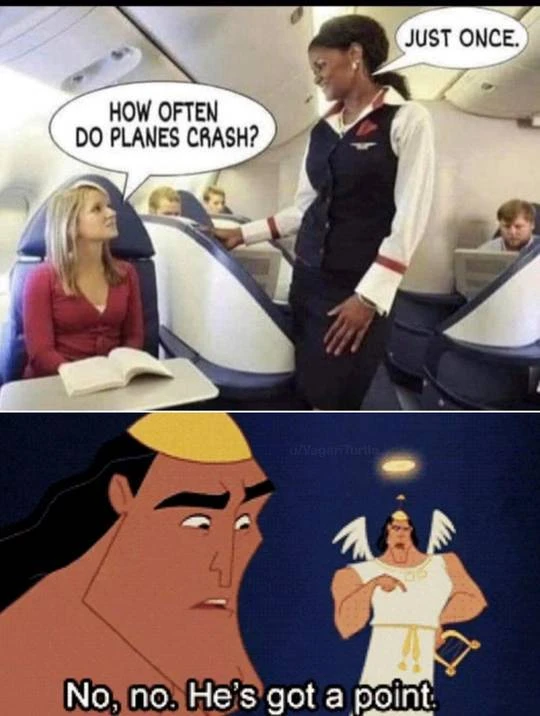 JUST ONCE.
HOW OFTEN
DO PLANES CRASH?
No, no. He's got a point.